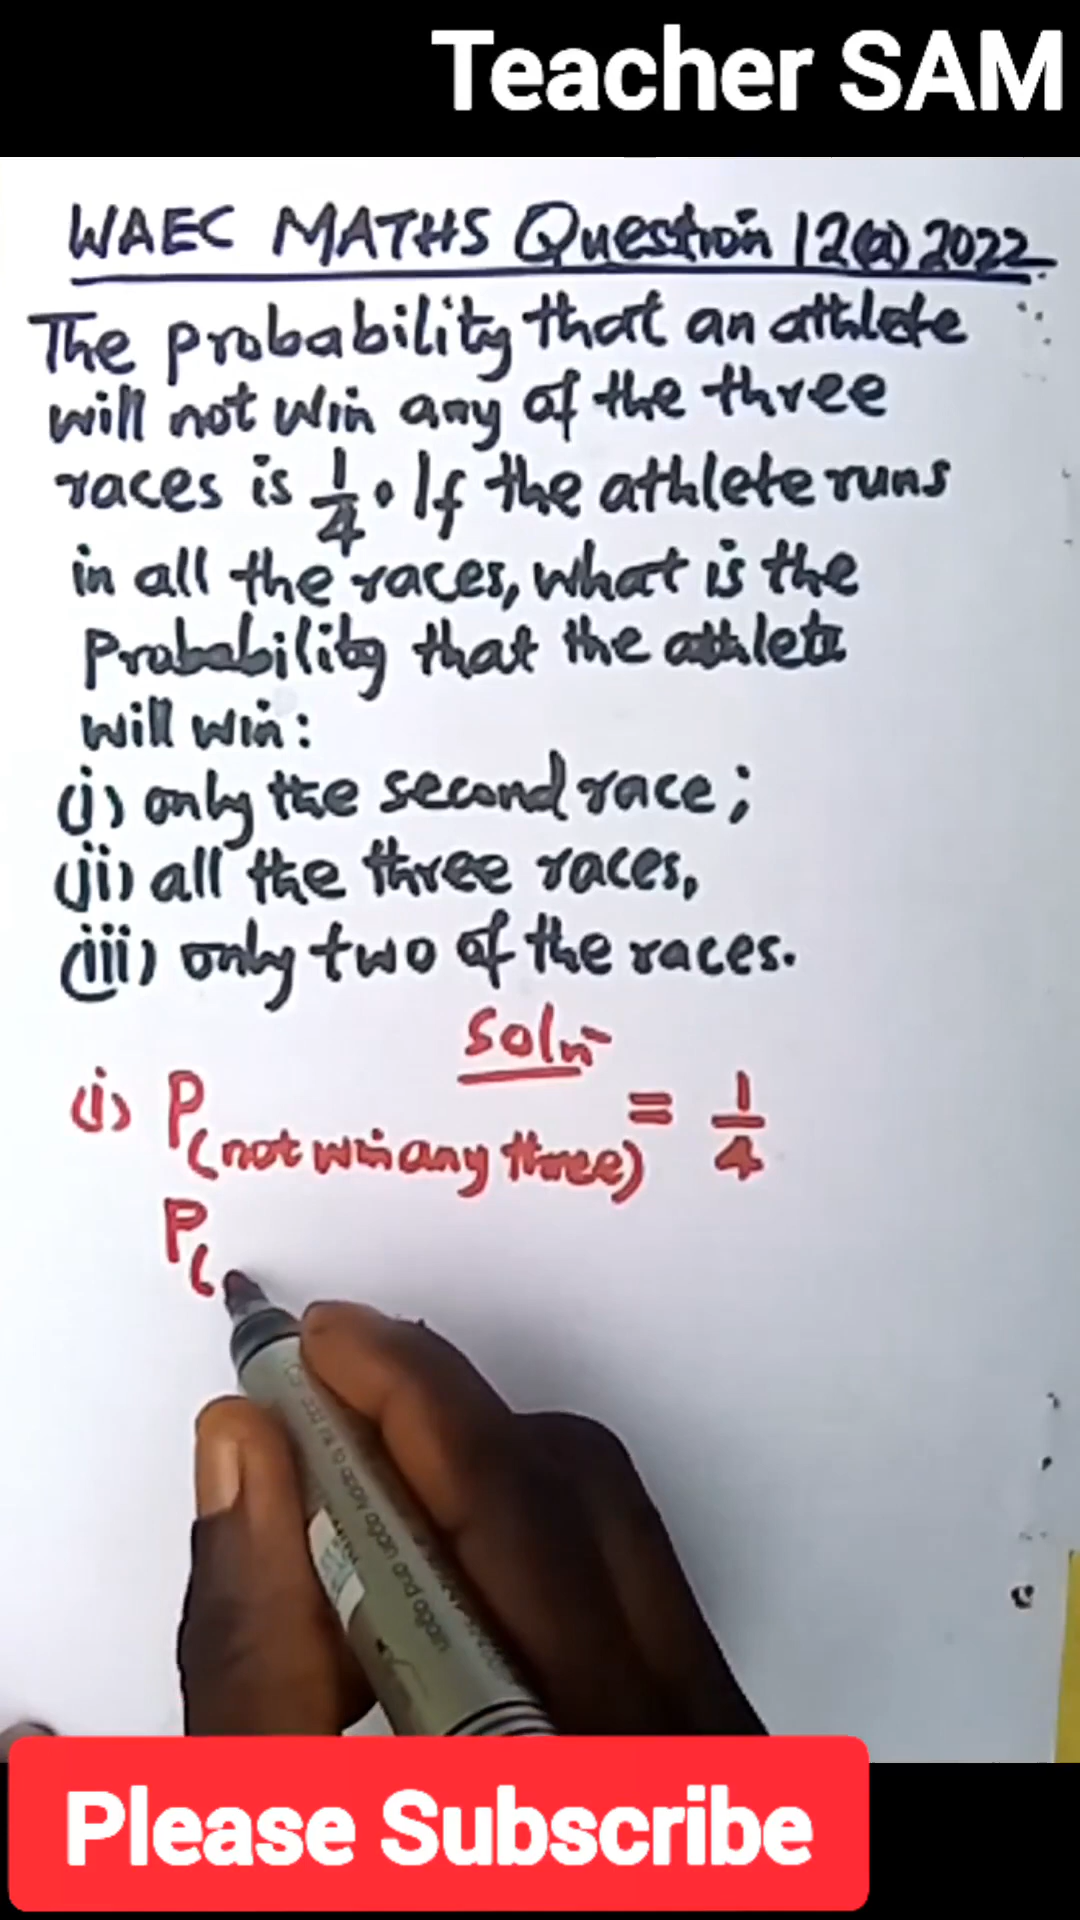 Teacher SAM
WAEC MATHS Question 12(a) 2022
The probability that an athlete
will not win any of the three
races is 1/4. If the athlete runs
in all the races, what is the
Probability that the athlete
will win:
(i) only the second race;
(ii) all the three races,
(iii) only two of the races.
Soln
(i) P(not win any three) = 1/4
P(
Please Subscribe